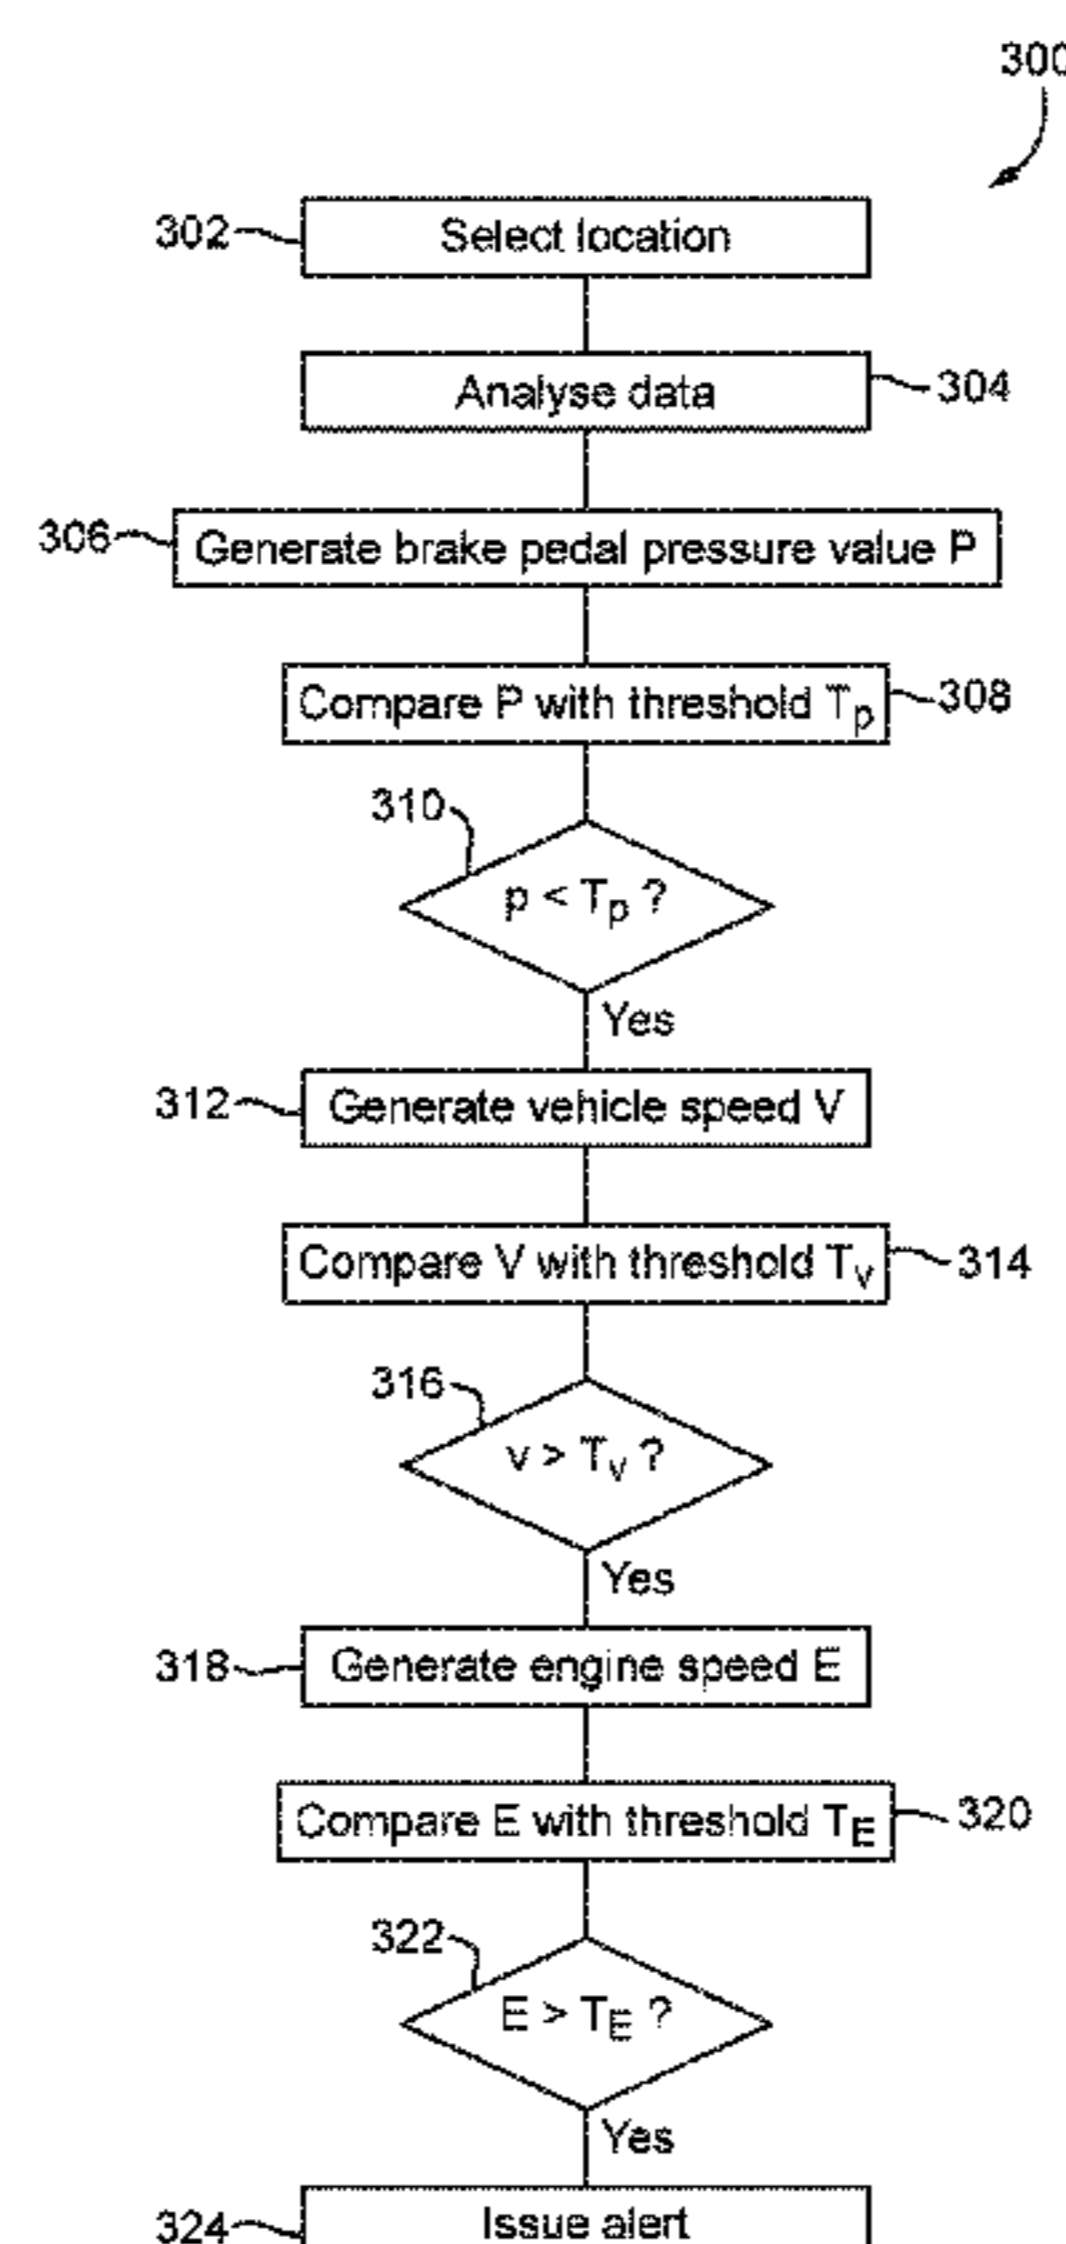 300
302 Select location
Analyse data 304
306 Generate brake pedal pressure value P
Compare P with threshold Tp 308
310
p < Tp ?
Yes
312 Generate vehicle speed V
Compare V with threshold Tv 314
316
v > Tv ?
Yes
318 Generate engine speed E
Compare E with threshold TE 320
322
E > TE ?
Yes
324 Issue alert